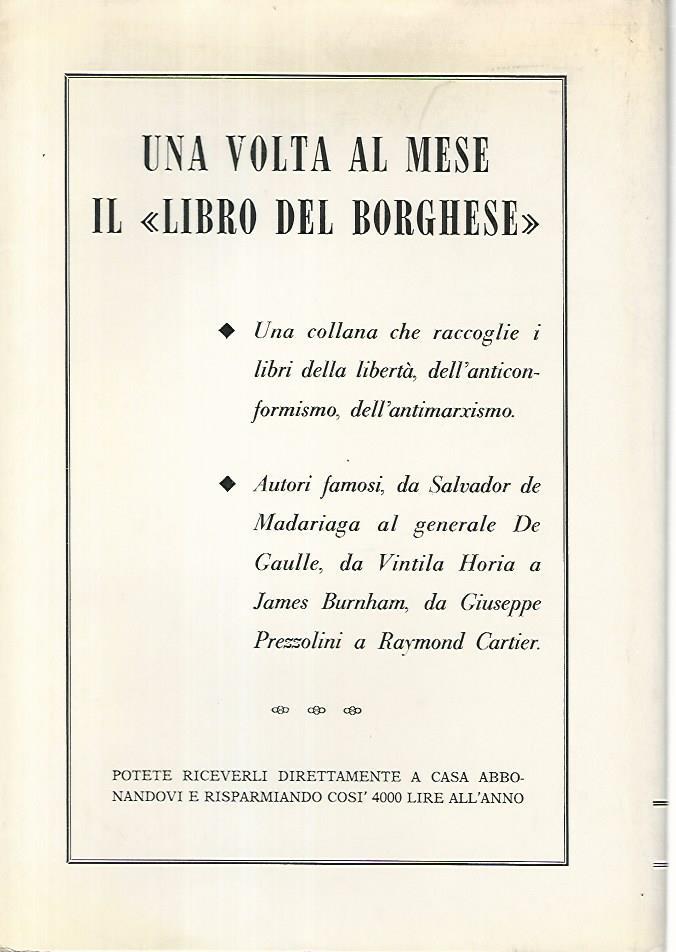 UNA VOLTA AL MESE
IL «LIBRO DEL BORGHESE»
◆ Una collana che raccoglie i
libri della libertà, dell'anticon-
formismo, dell'antimarxismo.
◆ Autori famosi, da Salvador de
Madariaga al generale De
Gaulle, da Vintila Horia a
James Burnham, da Giuseppe
Prezzolini a Raymond Cartier.
POTETE RICEVERLI DIRETTAMENTE A CASA ABBO-
NANDOVI E RISPARMIANDO COSI' 4000 LIRE ALL'ANNO